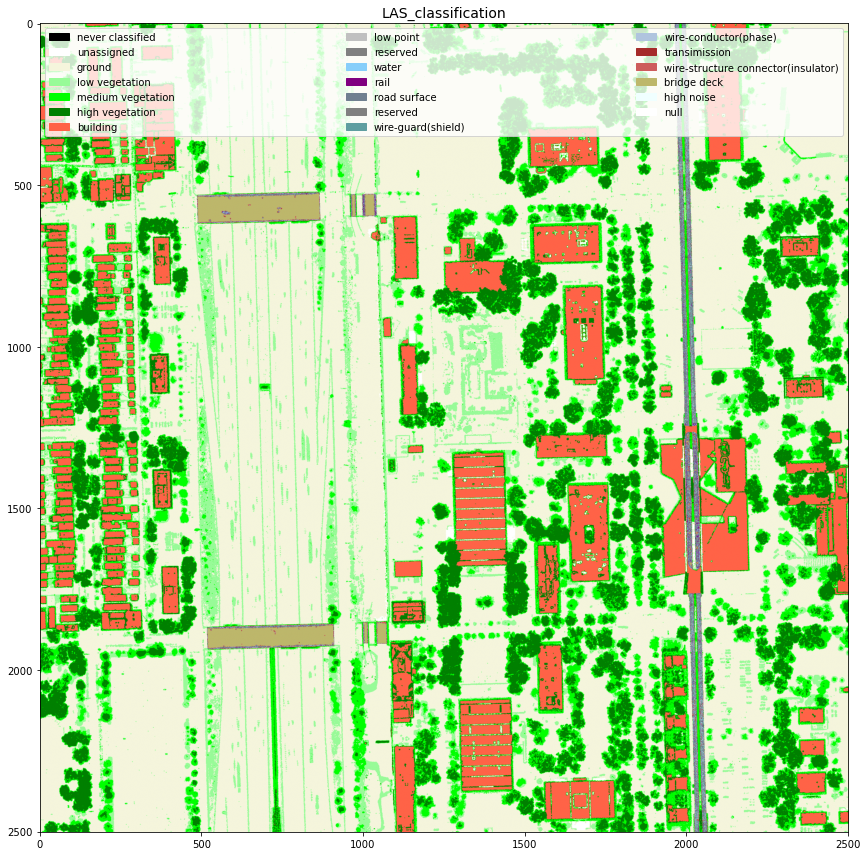 LAS_classification
never classified
unassigned
ground
low vegetation
medium vegetation
high vegetation
building
low point
reserved
water
rail
road surface
reserved
wire-guard(shield)
wire-conductor(phase)
transmission
wire-structure connector(insulator)
bridge deck
high noise
null
0
500
1000
1500
2000
2500
0
500
1000
1500
2000
2500